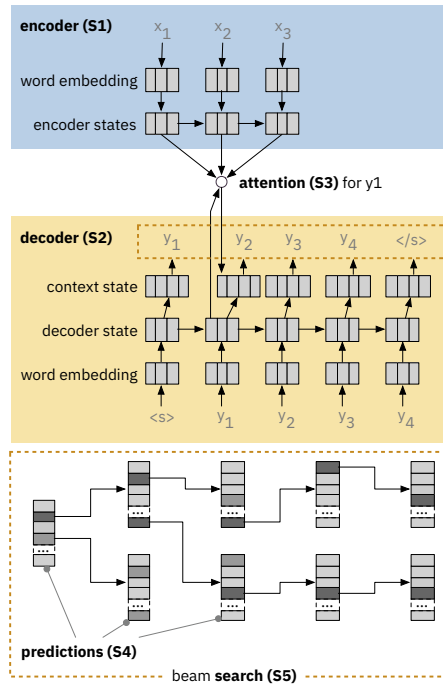 encoder (S1)
x1 x2 x3
word embedding
encoder states
attention (S3) for y1
decoder (S2)
y1 y2 y3 y4 </s>
context state
decoder state
word embedding
<s> y1 y2 y3 y4
... ... ... ...
...
... ... ... ...
predictions (S4)
beam search (S5)